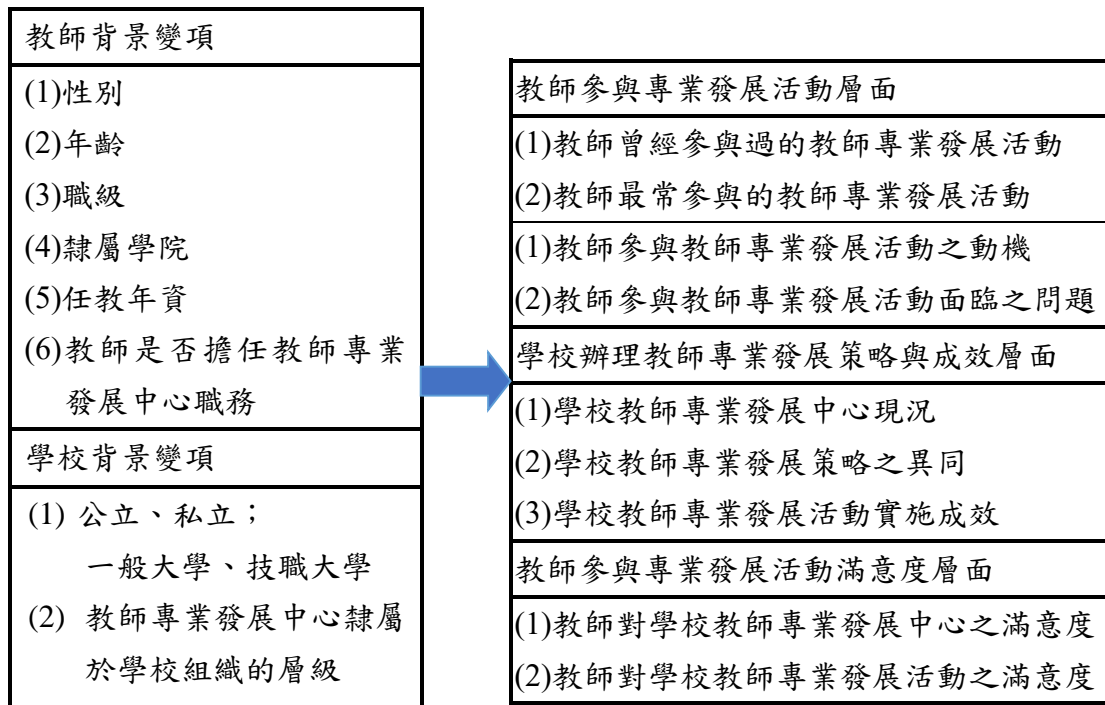 教師背景變項
(1)性別
(2)年齡
(3)職級
(4)隸屬學院
(5)任教年資
(6)教師是否擔任教師專業
發展中心職務
學校背景變項
(1) 公立、私立；
一般大學、技職大學
(2) 教師專業發展中心隸屬
於學校組織的層級
教師參與專業發展活動層面
(1)教師曾經參與過的教師專業發展活動
(2)教師最常參與的教師專業發展活動
(1)教師參與教師專業發展活動之動機
(2)教師參與教師專業發展活動面臨之問題
學校辦理教師專業發展策略與成效層面
(1)學校教師專業發展中心現況
(2)學校教師專業發展策略之異同
(3)學校教師專業發展活動實施成效
教師參與專業發展活動滿意度層面
(1)教師對學校教師專業發展中心之滿意度
(2)教師對學校教師專業發展活動之滿意度